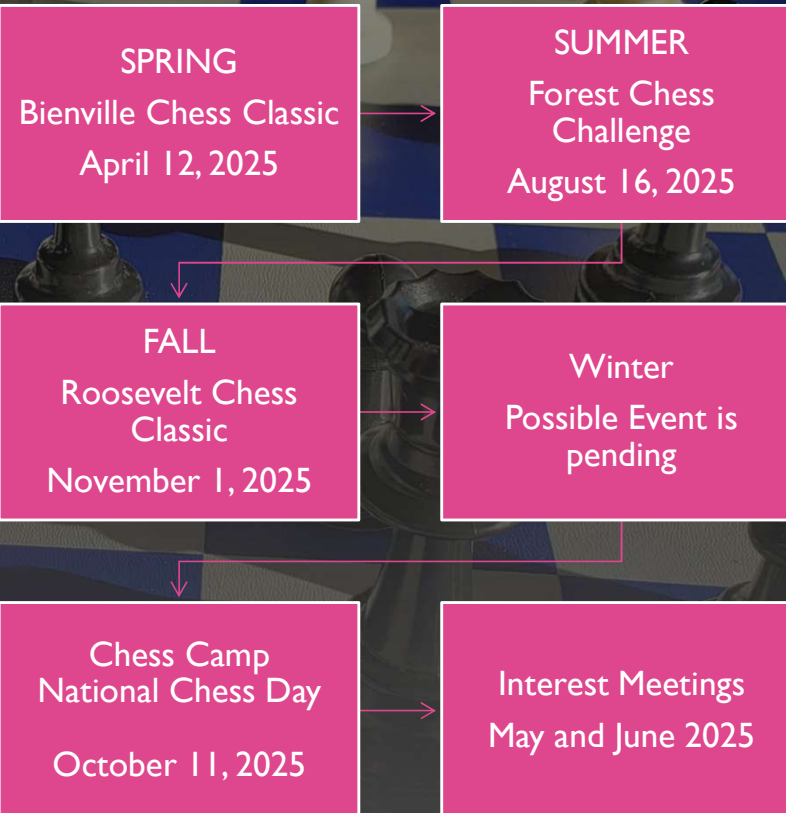 SPRING
Bienville Chess Classic
April 12, 2025
SUMMER
Forest Chess
Challenge
August 16, 2025
FALL
Roosevelt Chess
Classic
November 1, 2025
Winter
Possible Event is
pending
Chess Camp
National Chess Day
October 11, 2025
Interest Meetings
May and June 2025